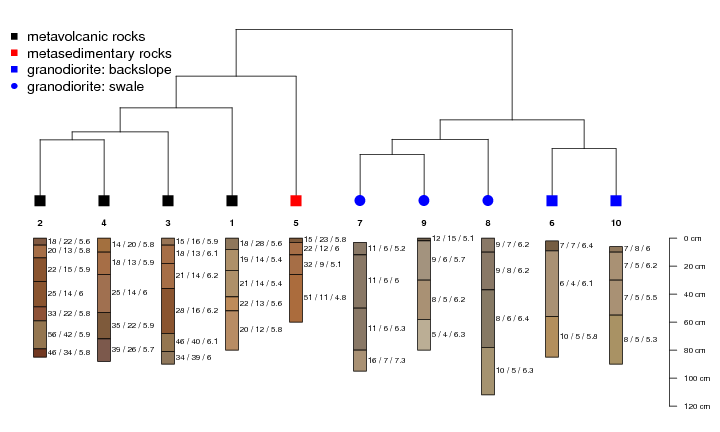 metavolcanic rocks
metasedimentary rocks
granodiorite: backslope
granodiorite: swale
2 4 3 1 5 7 9 8 6 10
18 / 22 / 5.6
20 / 13 / 5.8
22 / 15 / 5.9
25 / 14 / 6
33 / 22 / 5.8
56 / 42 / 5.9
46 / 34 / 5.8
14 / 20 / 5.8
18 / 13 / 5.9
25 / 14 / 6
35 / 22 / 5.9
39 / 26 / 5.7
15 / 16 / 5.9
18 / 13 / 6.1
21 / 14 / 6.2
28 / 16 / 6.2
46 / 40 / 6.1
34 / 39 / 6
18 / 28 / 5.6
19 / 14 / 5.4
21 / 14 / 5.4
22 / 13 / 5.6
20 / 12 / 5.8
15 / 23 / 5.8
22 / 12 / 6
32 / 9 / 5.1
51 / 11 / 4.8
11 / 6 / 5.2
11 / 6 / 6
11 / 6 / 6.3
16 / 7 / 7.3
12 / 15 / 5.1
9 / 6 / 5.7
8 / 5 / 6.2
5 / 4 / 6.3
9 / 7 / 6.2
9 / 8 / 6.2
8 / 6 / 6.4
10 / 5 / 6.3
7 / 7 / 6.4
6 / 4 / 6.1
10 / 5 / 5.9
7 / 8 / 6
7 / 5 / 6.2
7 / 5 / 5.5
8 / 5 / 5.3
0 cm
20 cm
40 cm
60 cm
80 cm
100 cm
120 cm